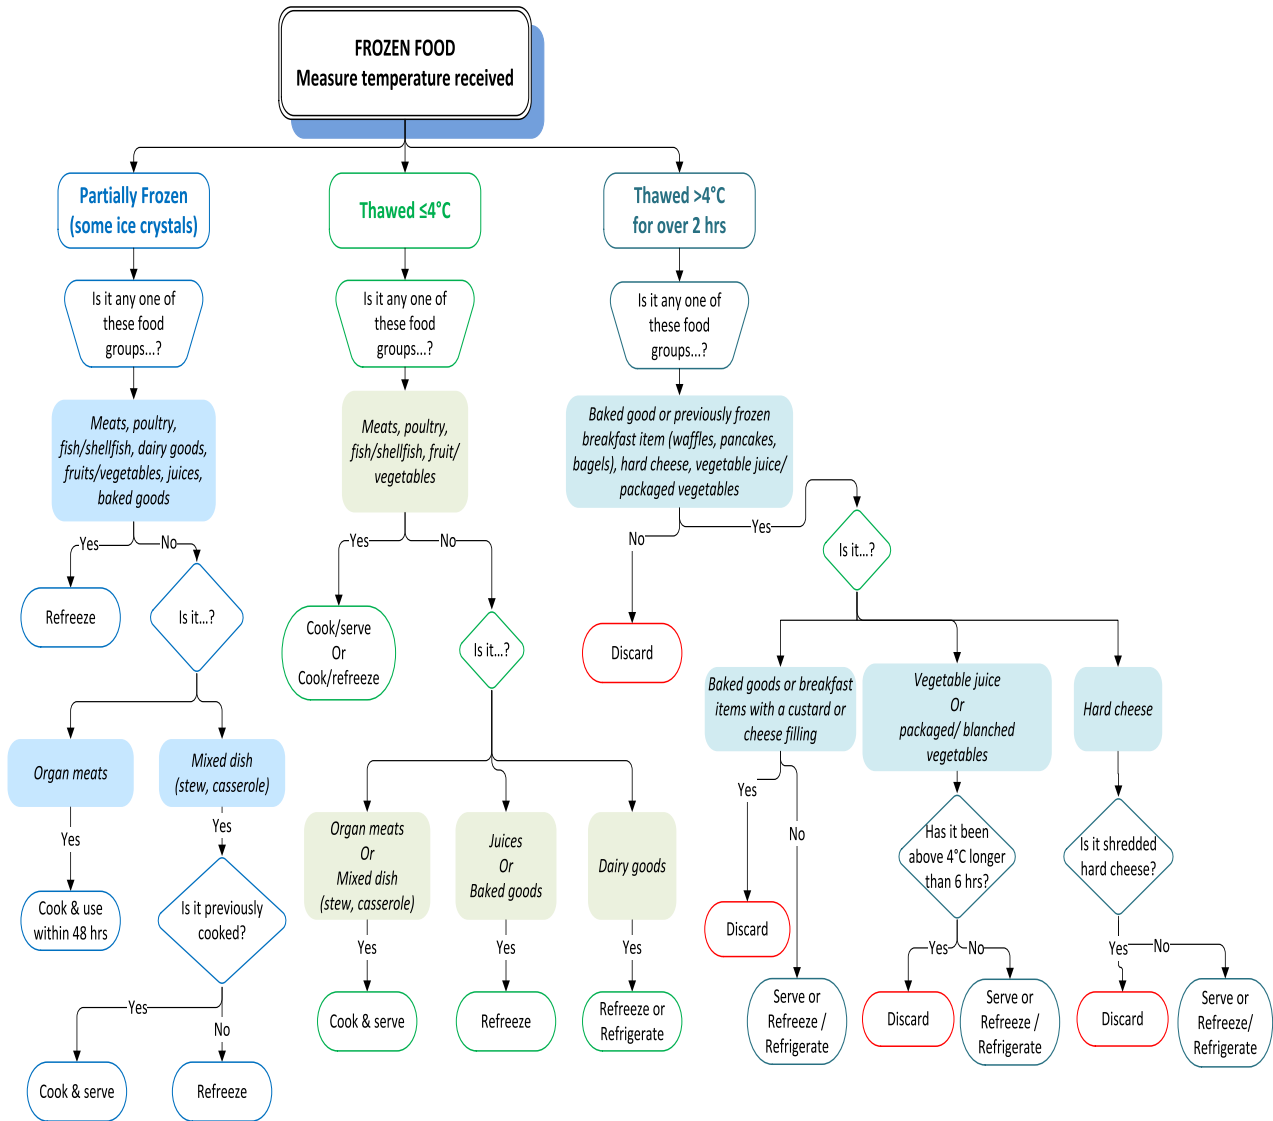 FROZEN FOOD
Measure temperature received
Partially Frozen
(some ice crystals)
Thawed ≤4°C
Thawed >4°C
for over 2 hrs
Is it any one of
these food
groups...?
Is it any one of
these food
groups...?
Is it any one of
these food
groups...?
Meats, poultry,
fish/shellfish, dairy goods,
fruits/vegetables, juices,
baked goods
Meats, poultry,
fish/shellfish, fruit/
vegetables
Baked good or previously frozen
breakfast item (waffles, pancakes,
bagels), hard cheese, vegetable juice/
packaged vegetables
Yes
No
Yes
No
No
Yes
Refreeze
Is it...?
Cook/serve
Or
Cook/refreeze
Is it...?
Discard
Is it...?
Organ meats
Mixed dish
(stew, casserole)
Yes
Yes
Cook & use
within 48 hrs
Is it previously
cooked?
Yes
No
Cook & serve
Refreeze
Organ meats
Or
Mixed dish
(stew, casserole)
Juices
Or
Baked goods
Dairy goods
Yes
Yes
Yes
Cook & serve
Refreeze
Refreeze or
Refrigerate
Baked goods or breakfast
items with a custard or
cheese filling
Vegetable juice
Or
packaged/ blanched
vegetables
Hard cheese
Yes
No
Has it been
above 4°C longer
than 6 hrs?
Is it shredded
hard cheese?
Discard
Yes
No
Yes
No
Serve or
Refreeze /
Refrigerate
Discard
Serve or
Refreeze /
Refrigerate
Discard
Serve or
Refreeze/
Refrigerate